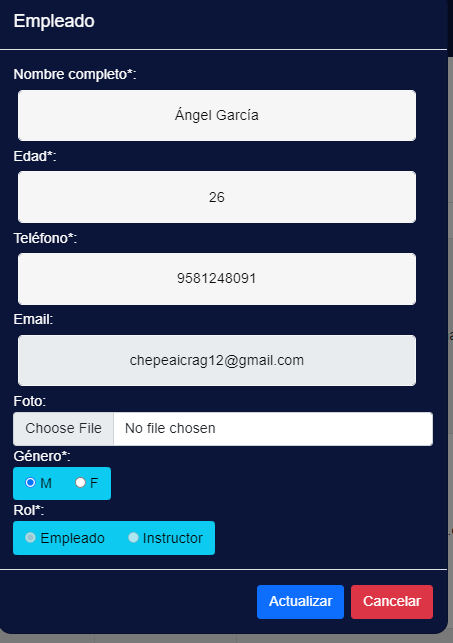 Empleado
Nombre completo*:
Ángel García
Edad*:
26
Teléfono*:
9581248091
Email:
chepeaicrag12@gmail.com
Foto:
Choose File No file chosen
Género*:
M F
Rol*:
Empleado Instructor
Actualizar Cancelar